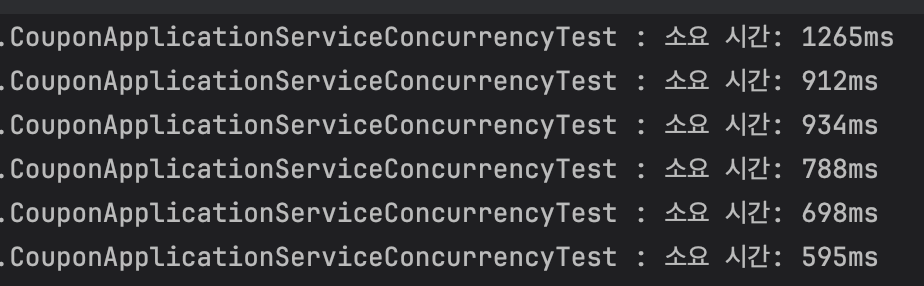 .CouponApplicationServiceConcurrencyTest : 소요 시간: 1265ms
.CouponApplicationServiceConcurrencyTest : 소요 시간: 912ms
.CouponApplicationServiceConcurrencyTest : 소요 시간: 934ms
.CouponApplicationServiceConcurrencyTest : 소요 시간: 788ms
.CouponApplicationServiceConcurrencyTest : 소요 시간: 698ms
.CouponApplicationServiceConcurrencyTest : 소요 시간: 595ms